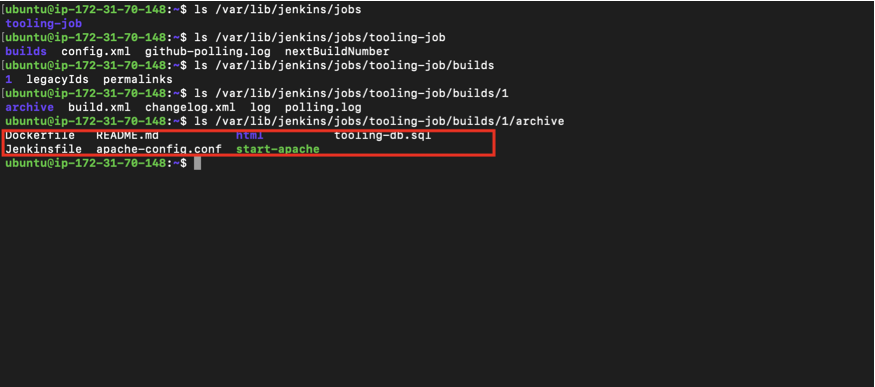 [ubuntu@ip-172-31-70-148:~$ ls /var/lib/jenkins/jobs
tooling-job
[ubuntu@ip-172-31-70-148:~$ ls /var/lib/jenkins/jobs/tooling-job
builds  config.xml  github-polling.log  nextBuildNumber
[ubuntu@ip-172-31-70-148:~$ ls /var/lib/jenkins/jobs/tooling-job/builds
1  legacyIds  permalinks
[ubuntu@ip-172-31-70-148:~$ ls /var/lib/jenkins/jobs/tooling-job/builds/1
archive  build.xml  changelog.xml  log  polling.log
ubuntu@ip-172-31-70-148:~$ ls /var/lib/jenkins/jobs/tooling-job/builds/1/archive
Dockerfile   README.md           html          tooling-db.sql
Jenkinsfile  apache-config.conf  start-apache
ubuntu@ip-172-31-70-148:~$